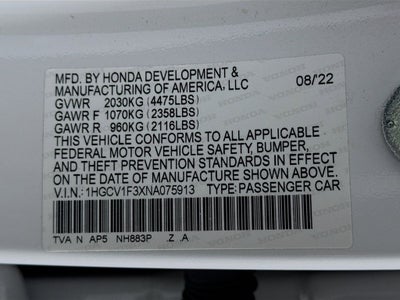 MFD. BY HONDA DEVELOPMENT &
MANUFACTURING OF AMERICA, LLC 08/'22
GVWR 2030KG (4475LBS)
GAWR F 1070KG (2358LBS)
GAWR R 960KG (2116LBS)
THIS VEHICLE CONFORMS TO ALL APPLICABLE
FEDERAL MOTOR VEHICLE SAFETY, BUMPER,
AND THEFT PREVENTION STANDARDS IN EFFECT
ON THE DATE OF MANUFACTURE SHOWN ABOVE.
V.I.N.: 1HGCV1F3XNA075913 TYPE: PASSENGER CAR
TVA N AP5 NH883P .Z .A